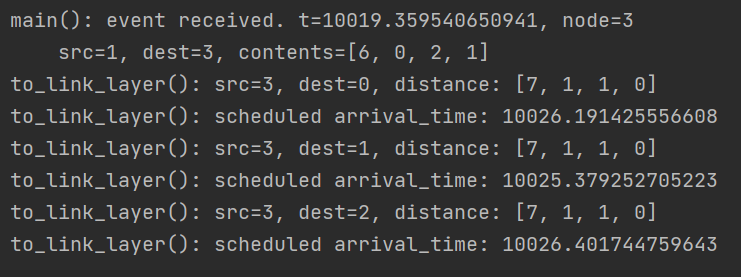 main(): event received. t=10019.359540650941, node=3
    src=1, dest=3, contents=[6, 0, 2, 1]
to_link_layer(): src=3, dest=0, distance: [7, 1, 1, 0]
to_link_layer(): scheduled arrival_time: 10026.191425556608
to_link_layer(): src=3, dest=1, distance: [7, 1, 1, 0]
to_link_layer(): scheduled arrival_time: 10025.379252705223
to_link_layer(): src=3, dest=2, distance: [7, 1, 1, 0]
to_link_layer(): scheduled arrival_time: 10026.401744759643